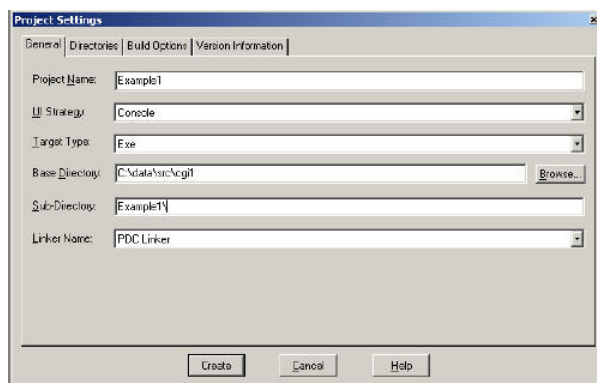 Project Settings
General Directories Build Options Version Information
Project Name: Example1
UI Strategy: Console
Target Type: Exe
Base Directory: C:\data\src\cgi1 Browse...
Sub-Directory: Example1\
Linker Name: PDC Linker
Create Cancel Help